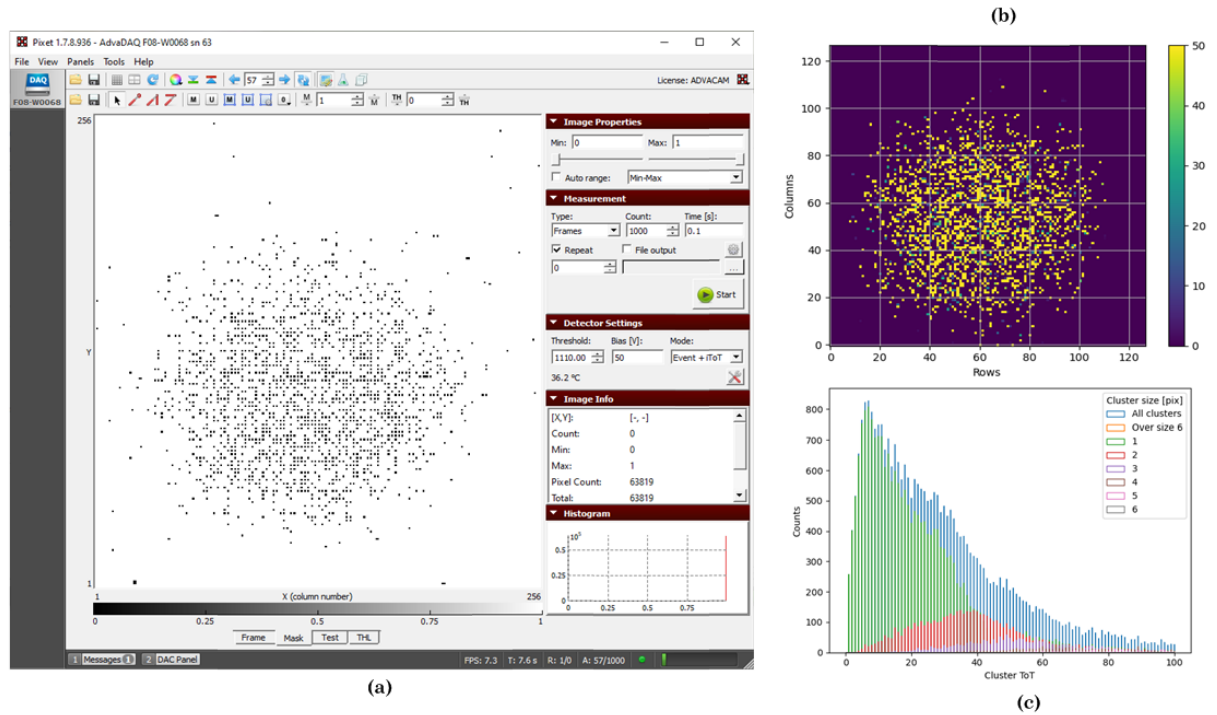 (b)
Pixet 1.7.8.936 - AdvaDAQ F08-W0068 sn 63
File View Panels Tools Help
DAQ
F08-W0068
57
License: ADVACAM
M U M U
M 1 M
TH 0 TH
256
Y
1
1 X (column number) 256
0 0.25 0.5 0.75 1
Frame Mask Test THL
Image Properties
Min: 0 Max: 1
Auto range: Min-Max
Measurement
Type: Count: Time [s]:
Frames 1000 0.1
Repeat File output
0 ...
Start
Detector Settings
Threshold: Bias [V]: Mode:
1110.00 50 Event + iToT
36.2 °C
Image Info
[X,Y]: [-, -]
Count: 0
Min: 0
Max: 1
Pixel Count: 63819
Total: 63819
Histogram
10⁵
0.5
0.25
0
0 0.25 0.5 0.75
1 Messages 1 2 DAC Panel
FPS: 7.3 T: 7.6 s R: 1/0 A: 57/1000
(a)
120
100
80
60
40
20
0
Columns
0 20 40 60 80 100 120
Rows
50
40
30
20
10
0
800
700
600
500
400
300
200
100
0
Counts
0 20 40 60 80 100
Cluster ToT
Cluster size [pix]
All clusters
Over size 6
1
2
3
4
5
6
(c)